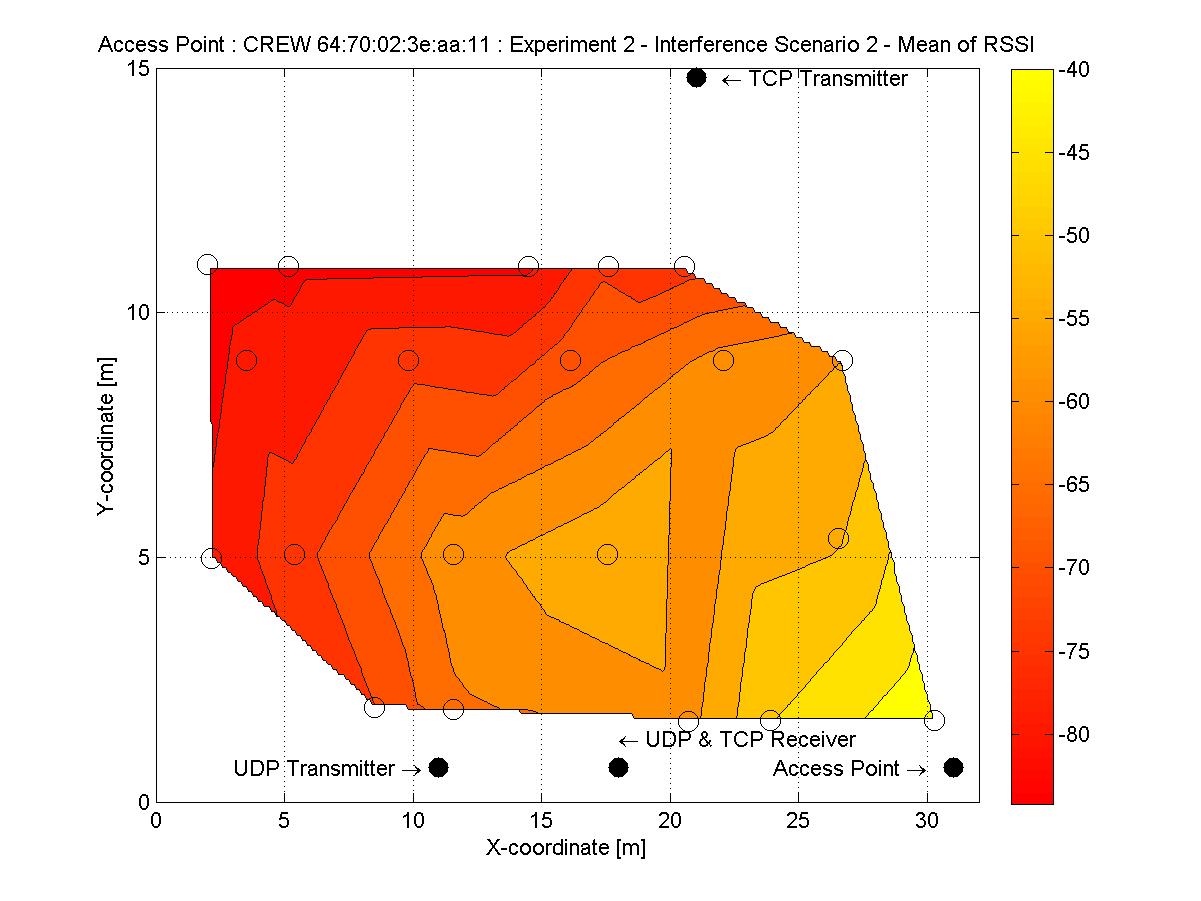 Access Point : CREW 64:70:02:3e:aa:11 : Experiment 2 - Interference Scenario 2 - Mean of RSSI
← TCP Transmitter
15
10
5
0
Y-coordinate [m]
← UDP & TCP Receiver
UDP Transmitter →
Access Point →
0 5 10 15 20 25 30
X-coordinate [m]
-40
-45
-50
-55
-60
-65
-70
-75
-80